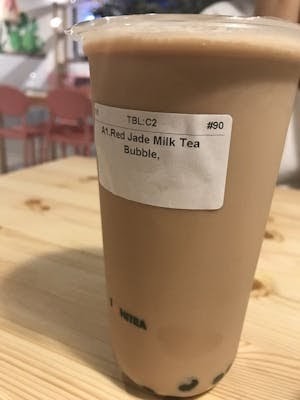 TBL:C2 #90
A1.Red Jade Milk Tea
Bubble,